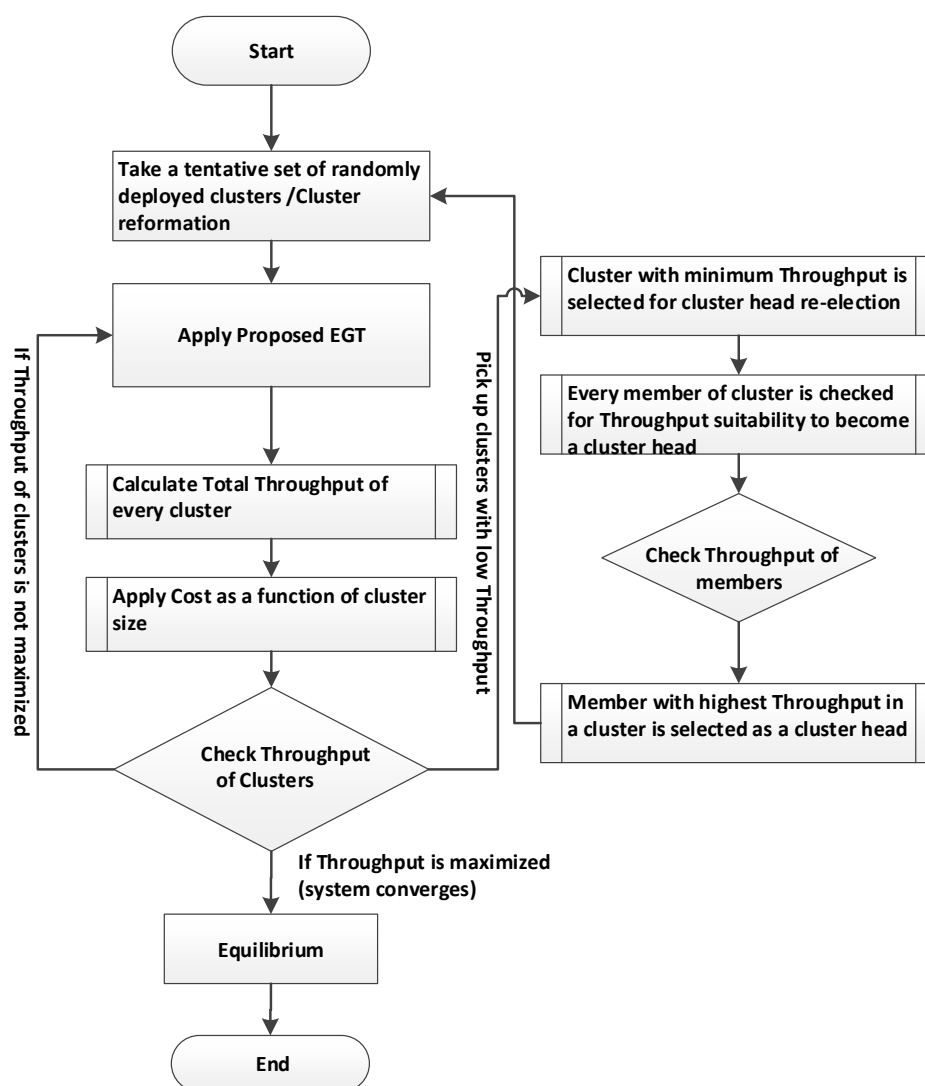 Start
Take a tentative set of randomly
deployed clusters /Cluster
reformation
Apply Proposed EGT
Calculate Total Throughput of
every cluster
Apply Cost as a function of cluster
size
Check Throughput
of Clusters
If Throughput of clusters is not maximized
Pick up clusters with low Throughput
Cluster with minimum Throughput is
selected for cluster head re-election
Every member of cluster is checked
for Throughput suitability to become
a cluster head
Check Throughput of
members
Member with highest Throughput in
a cluster is selected as a cluster head
If Throughput is maximized
(system converges)
Equilibrium
End